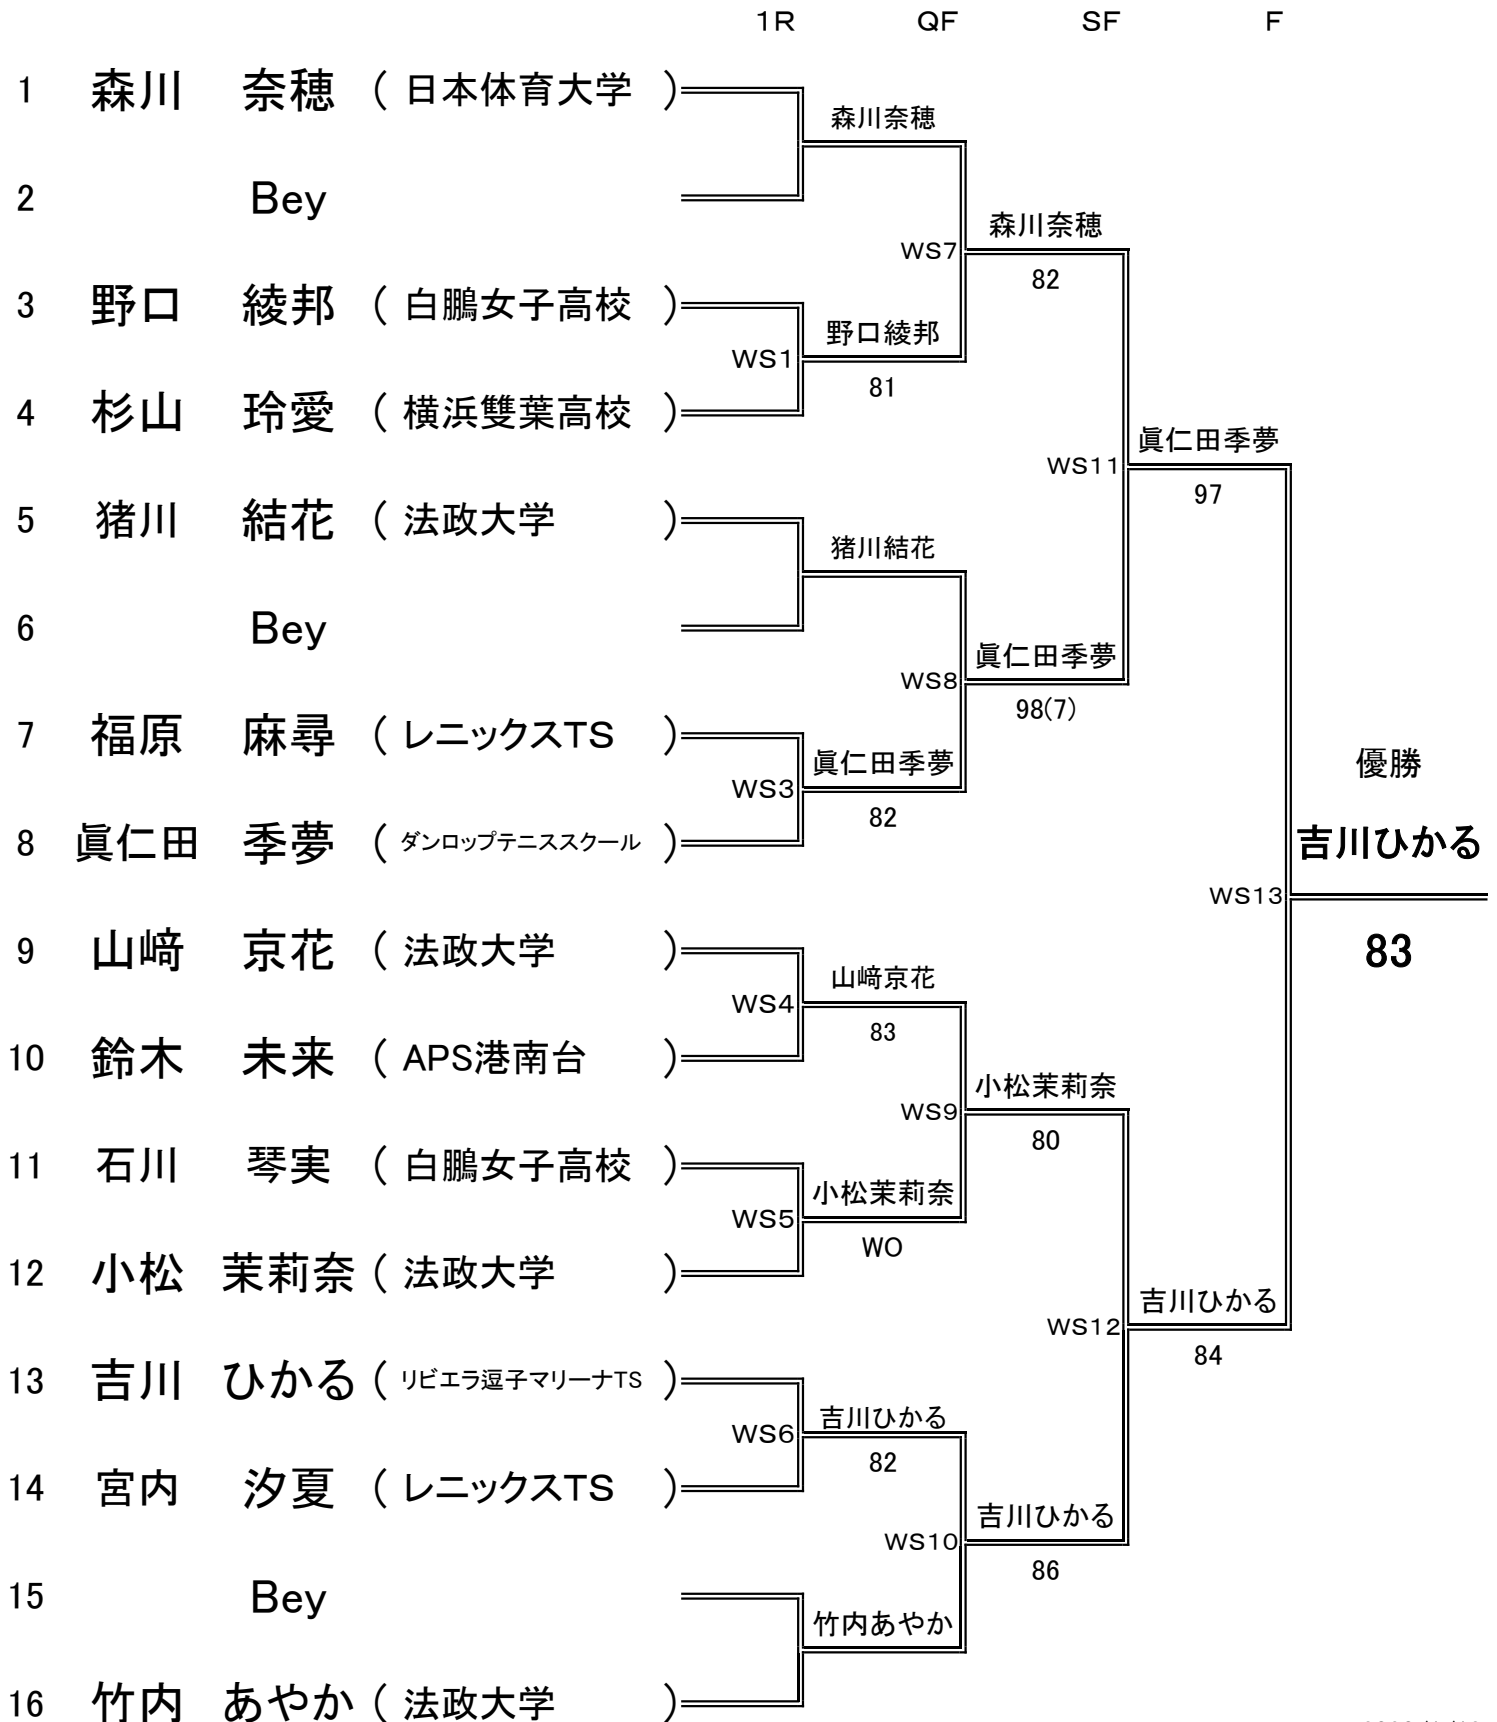 1R QF SF F
1 森川 奈穂 ( 日本体育大学 )
森川奈穂
2 Bey
森川奈穂
WS7
82
3 野口 綾邦 ( 白鵬女子高校 )
野口綾邦
WS1
81
4 杉山 玲愛 ( 横浜雙葉高校 )
眞仁田季夢
WS11
97
5 猪川 結花 ( 法政大学 )
猪川結花
6 Bey
眞仁田季夢
WS8
98(7)
7 福原 麻尋 ( レニックスTS )
眞仁田季夢
WS3
82
8 眞仁田 季夢 ( ダンロップテニススクール )
優勝
吉川ひかる
WS13
83
9 山﨑 京花 ( 法政大学 )
山﨑京花
WS4
83
10 鈴木 未来 ( APS港南台 )
小松茉莉奈
WS9
80
11 石川 琴実 ( 白鵬女子高校 )
小松茉莉奈
WS5
WO
12 小松 茉莉奈 ( 法政大学 )
吉川ひかる
WS12
84
13 吉川 ひかる ( リビエラ逗子マリーナTS )
吉川ひかる
WS6
82
14 宮内 汐夏 ( レニックスTS )
吉川ひかる
WS10
86
15 Bey
竹内あやか
16 竹内 あやか ( 法政大学 )